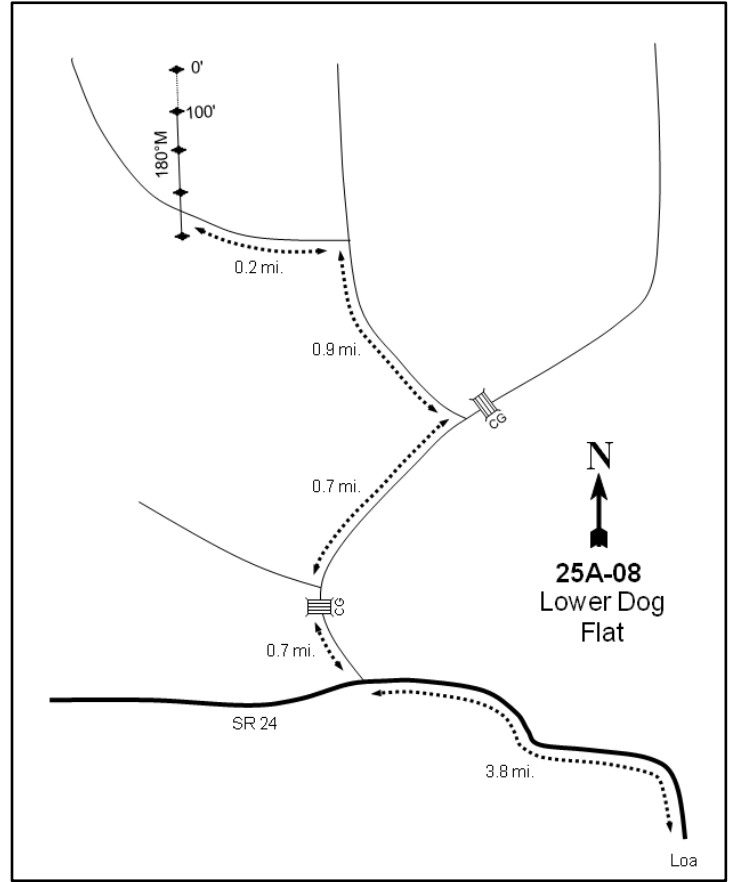 0'
100'
180°M
0.2 mi.
0.9 mi.
CG
0.7 mi.
N
25A-08
Lower Dog
Flat
CG
0.7 mi.
SR 24
3.8 mi.
Loa